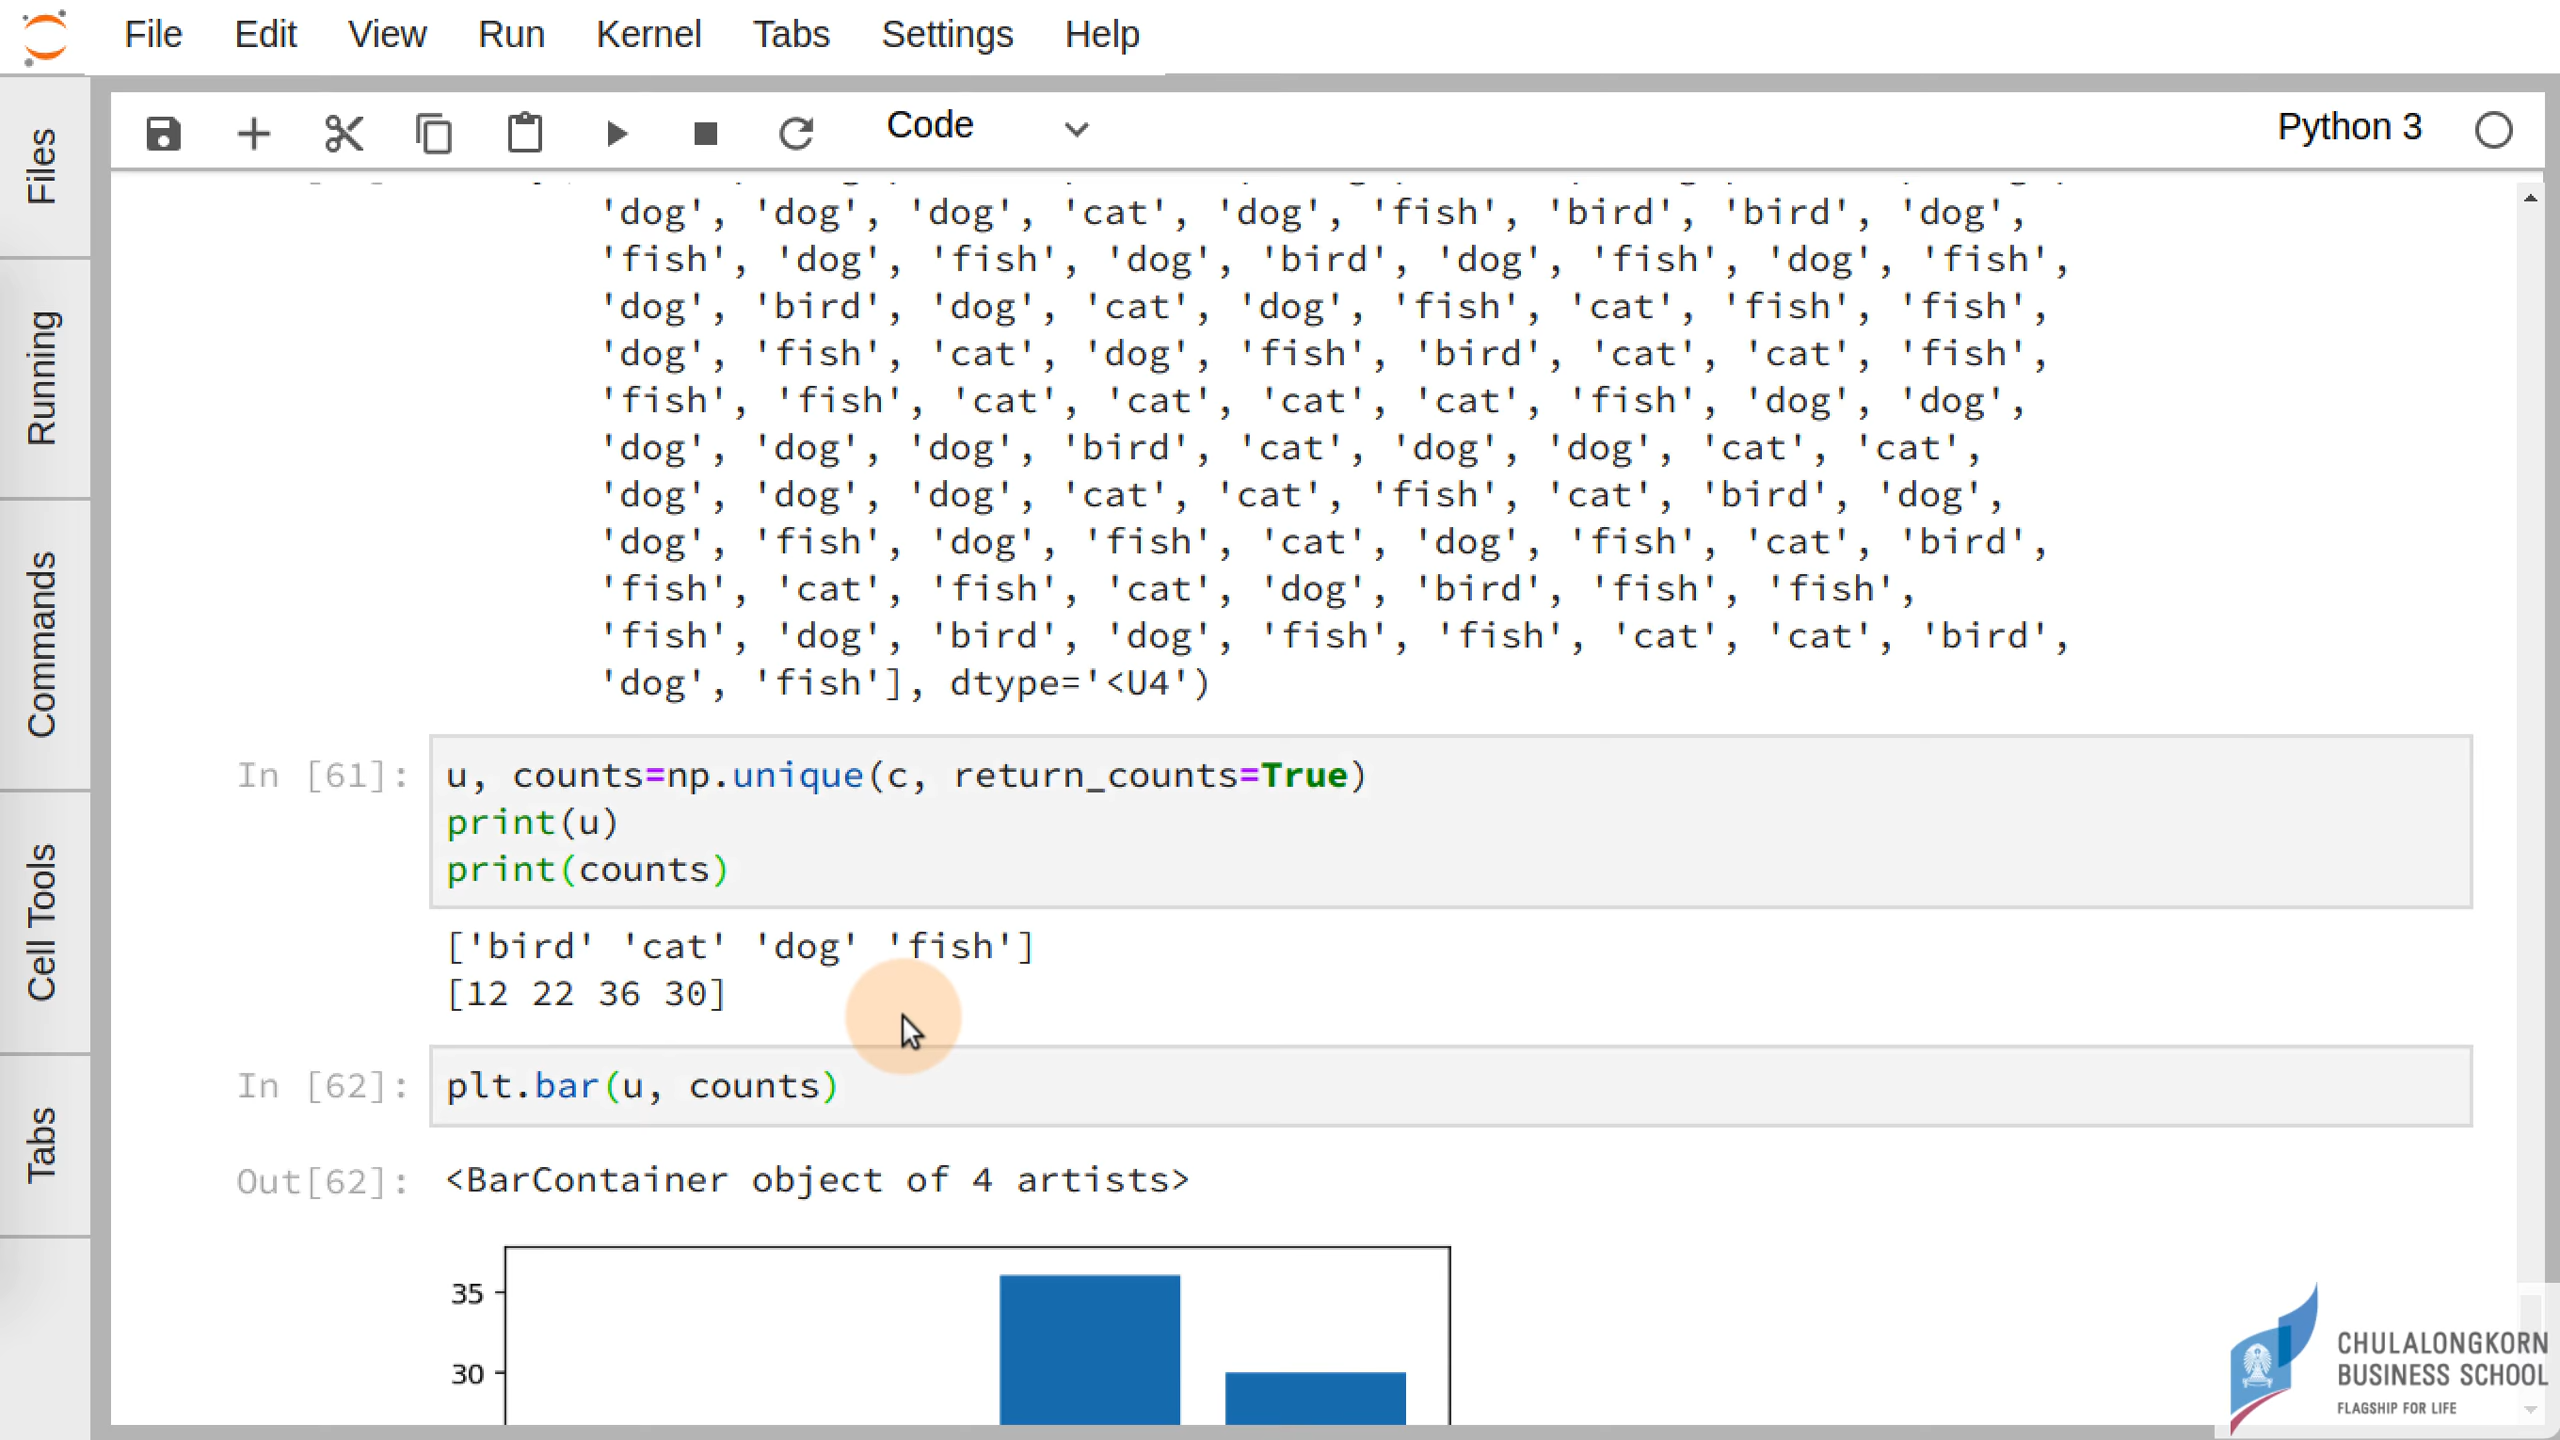 File Edit View Run Kernel Tabs Settings Help
Code
Python 3
Files
Running
Commands
Cell Tools
Tabs
'dog', 'dog', 'dog', 'cat', 'dog', 'fish', 'bird', 'bird', 'dog',
'fish', 'dog', 'fish', 'dog', 'bird', 'dog', 'fish', 'dog', 'fish',
'dog', 'bird', 'dog', 'cat', 'dog', 'fish', 'cat', 'fish', 'fish',
'dog', 'fish', 'cat', 'dog', 'fish', 'bird', 'cat', 'cat', 'fish',
'fish', 'fish', 'cat', 'cat', 'cat', 'cat', 'fish', 'dog', 'dog',
'dog', 'dog', 'dog', 'bird', 'cat', 'dog', 'dog', 'cat', 'cat',
'dog', 'dog', 'dog', 'cat', 'cat', 'fish', 'cat', 'bird', 'dog',
'dog', 'fish', 'dog', 'fish', 'cat', 'dog', 'fish', 'cat', 'bird',
'fish', 'cat', 'fish', 'cat', 'dog', 'bird', 'fish', 'fish',
'fish', 'dog', 'bird', 'dog', 'fish', 'fish', 'cat', 'cat', 'bird',
'dog', 'fish'], dtype='<U4')
In [61]: u, counts=np.unique(c, return_counts=True)
print(u)
print(counts)
['bird' 'cat' 'dog' 'fish']
[12 22 36 30]
In [62]: plt.bar(u, counts)
Out[62]: <BarContainer object of 4 artists>
35
30
CHULALONGKORN
BUSINESS SCHOOL
FLAGSHIP FOR LIFE